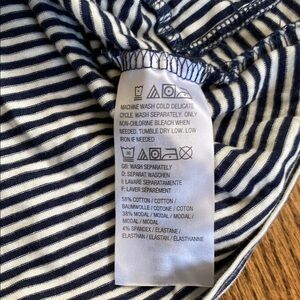 MACHINE WASH COLD DELICATE
CYCLE. WASH SEPARATELY. ONLY
NON-CHLORINE BLEACH WHEN
NEEDED. TUMBLE DRY LOW. LOW
IRON IF NEEDED.
GB: WASH SEPARATELY
D: SEPARAT WASCHEN
I: LAVARE SEPARATAMENTE
F: LAVER SÉPARÉMENT
58% COTTON / COTTON /
BAUMWOLLE / COTONE / COTON
38% MODAL / MODAL / MODAL /
MODAL / MODAL
4% SPANDEX / ELASTANE /
ELASTHAN / ELASTAN / ELASTHANNE